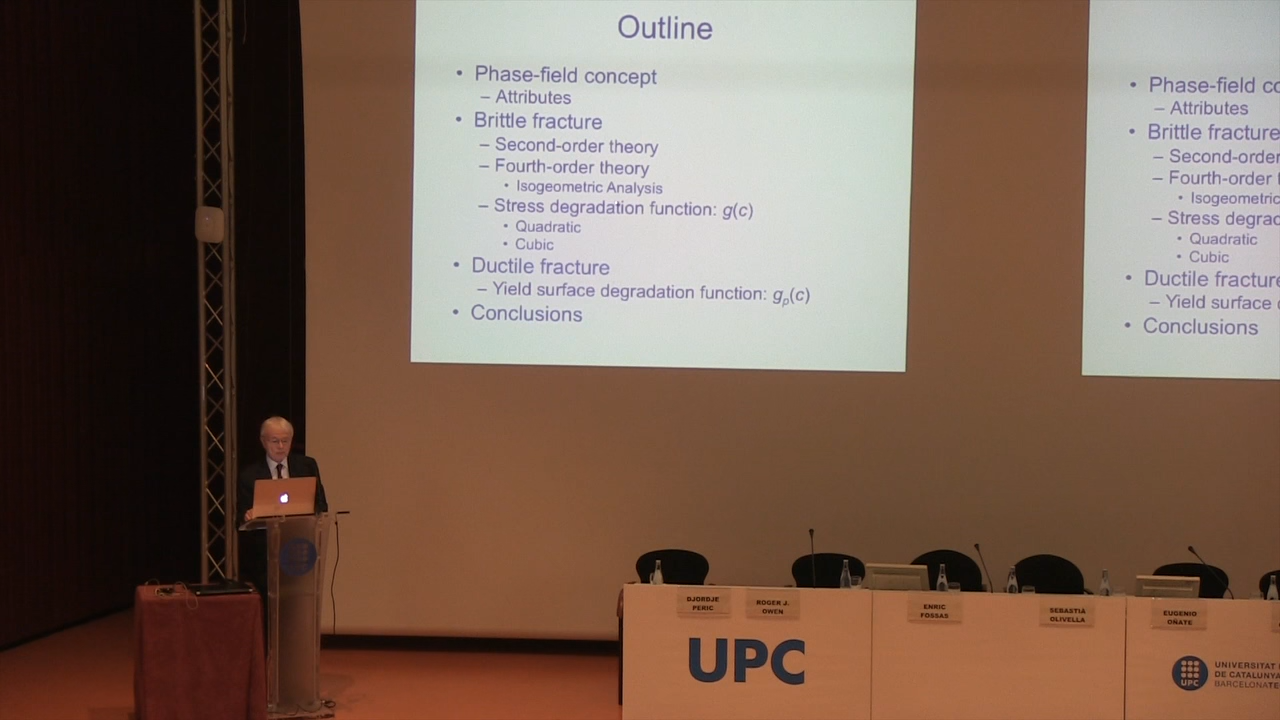 Outline
• Phase-field concept
– Attributes
• Brittle fracture
– Second-order theory
– Fourth-order theory
• Isogeometric Analysis
– Stress degradation function: g(c)
• Quadratic
• Cubic
• Ductile fracture
– Yield surface degradation function: gp(c)
• Conclusions
• Phase-field co
– Attributes
• Brittle fracture
– Second-order
– Fourth-order t
• Isogeometric
– Stress degrad
• Quadratic
• Cubic
• Ductile fracture
– Yield surface d
• Conclusions
DJORDJE
PERIC
ROGER J.
OWEN
ENRIC
FOSSAS
SEBASTIÀ
OLIVELLA
EUGENIO
OÑATE
UPC
UPC
UNIVERSITAT
DE CATALUNYA
BARCELONATE